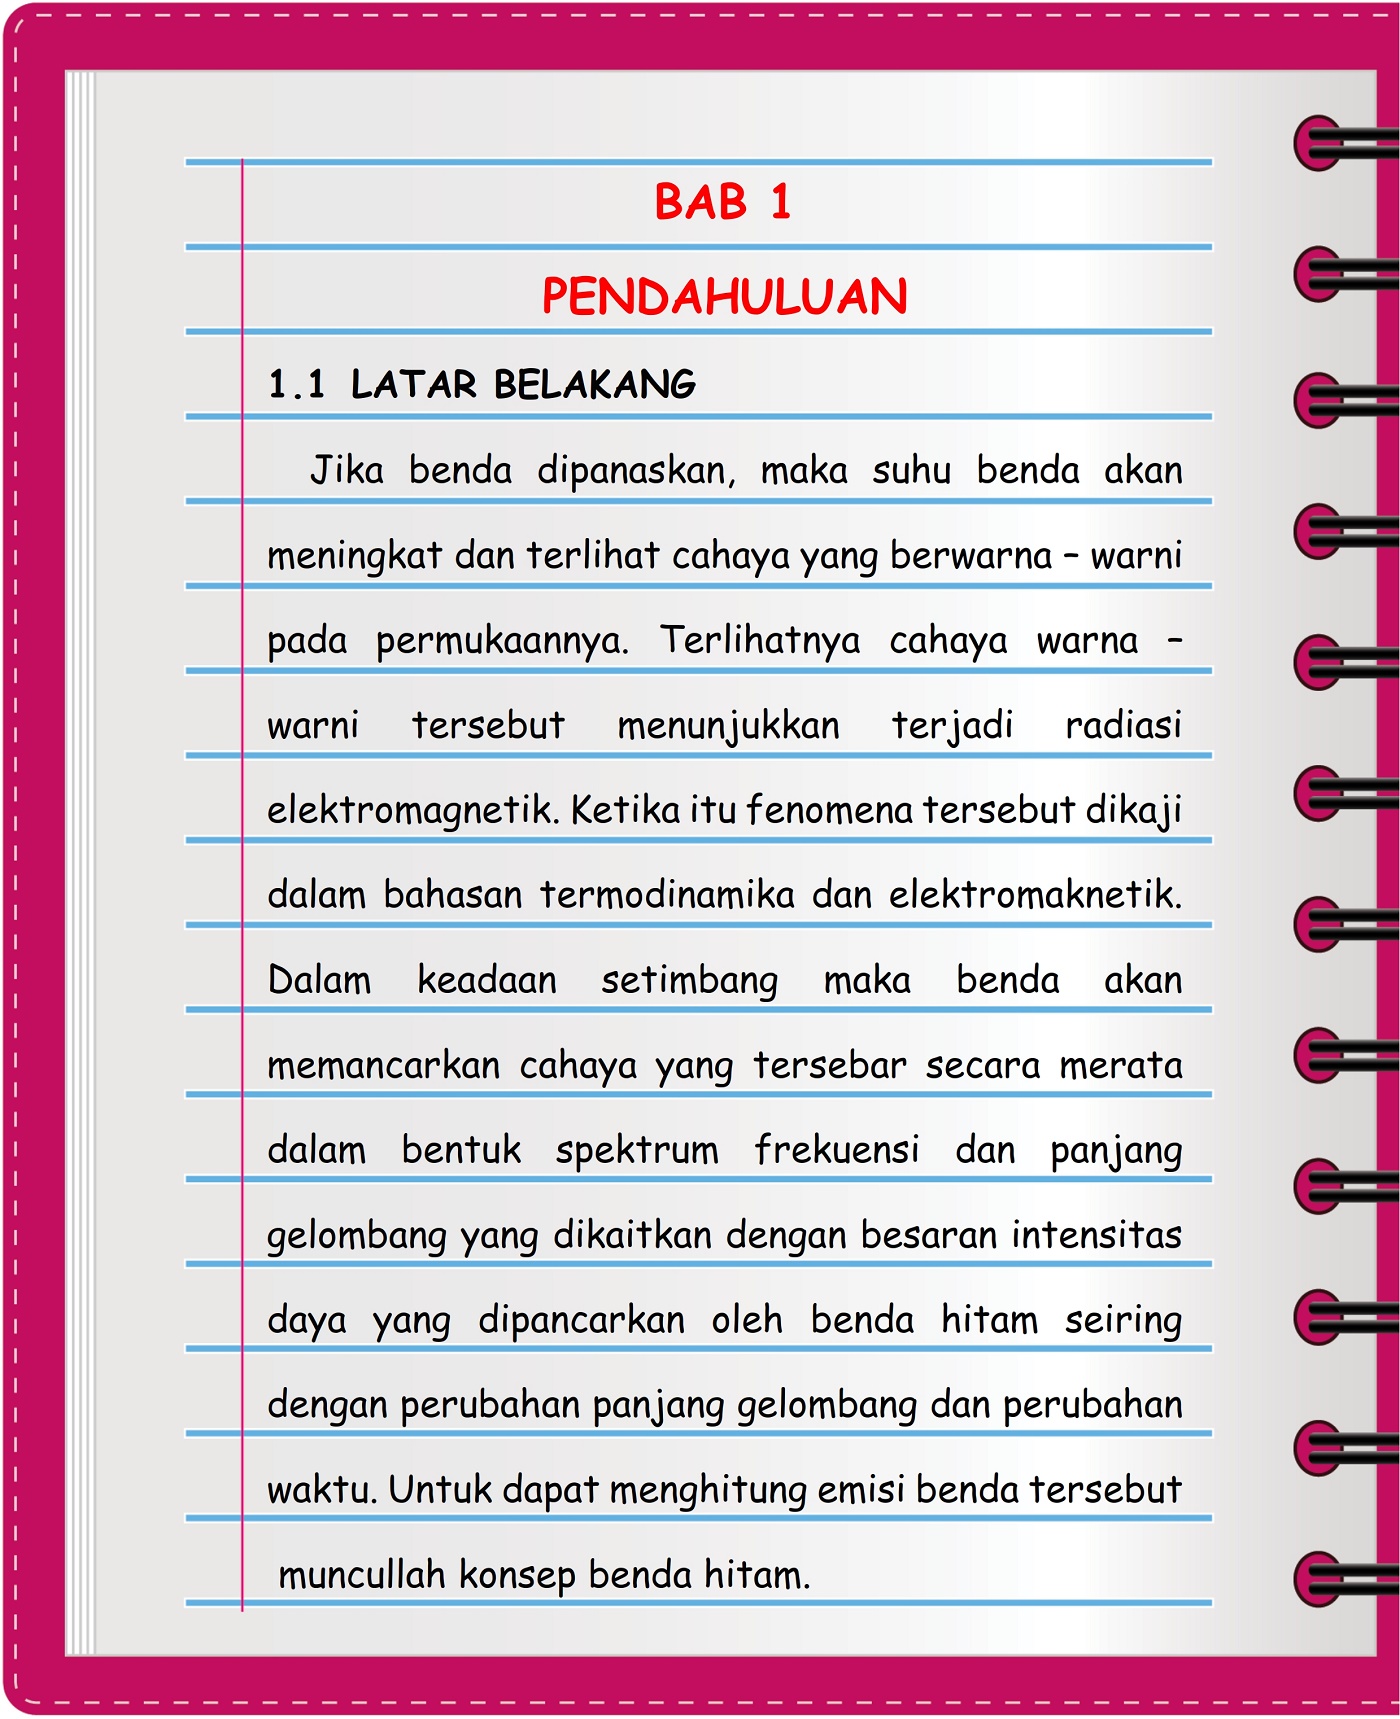 BAB 1
PENDAHULUAN
1.1 LATAR BELAKANG
Jika benda dipanaskan, maka suhu benda akan
meningkat dan terlihat cahaya yang berwarna – warni
pada permukaannya. Terlihatnya cahaya warna –
warni tersebut menunjukkan terjadi radiasi
elektromagnetik. Ketika itu fenomena tersebut dikaji
dalam bahasan termodinamika dan elektromaknetik.
Dalam keadaan setimbang maka benda akan
memancarkan cahaya yang tersebar secara merata
dalam bentuk spektrum frekuensi dan panjang
gelombang yang dikaitkan dengan besaran intensitas
daya yang dipancarkan oleh benda hitam seiring
dengan perubahan panjang gelombang dan perubahan
waktu. Untuk dapat menghitung emisi benda tersebut
muncullah konsep benda hitam.